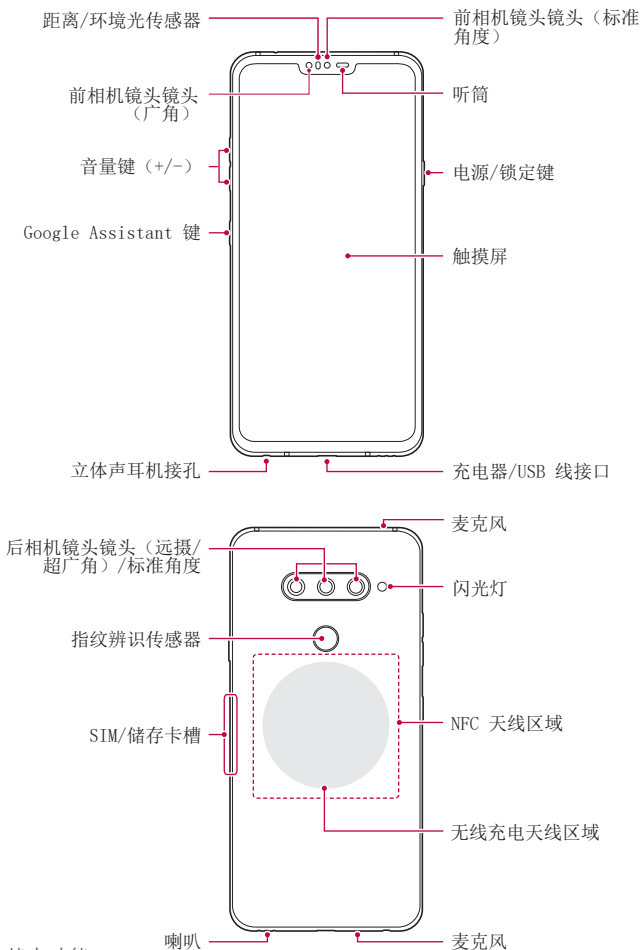 距离/环境光传感器
前相机镜头镜头（标准
角度）
前相机镜头镜头
（广角）
听筒
音量键（+/-）
电源/锁定键
Google Assistant 键
触摸屏
立体声耳机接孔
充电器/USB 线接口
麦克风
后相机镜头镜头（远摄/
超广角）/标准角度
闪光灯
指纹辨识传感器
SIM/储存卡槽
NFC 天线区域
无线充电天线区域
喇叭
麦克风